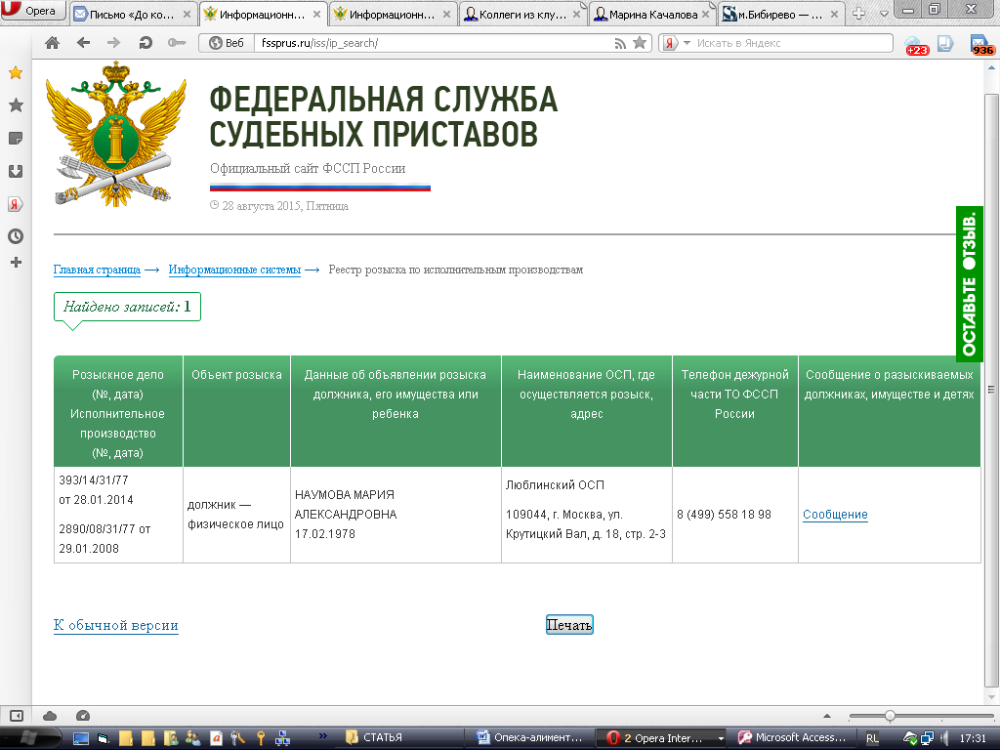 Opera
Письмо «До ко...
Информационн...
Информационн...
Коллеги из клу...
Марина Качалова
м.Бибирево — ...
Веб
fssprus.ru/iss/ip_search/
Искать в Яндекс
+23
936
ФЕДЕРАЛЬНАЯ СЛУЖБА
СУДЕБНЫХ ПРИСТАВОВ
Официальный сайт ФССП России
28 августа 2015, Пятница
ОСТАВЬТЕ ОТЗЫВ.
Главная страница → Информационные системы → Реестр розыска по исполнительным производствам
Найдено записей: 1
Розыскное дело
(№, дата)
Исполнительное
производство
(№, дата)
Объект розыска
Данные об объявлении розыска
должника, его имущества или
ребенка
Наименование ОСП, где
осуществляется розыск,
адрес
Телефон дежурной
части ТО ФССП
России
Сообщение о разыскиваемых
должниках, имуществе и детях
393/14/31/77
от 28.01.2014
2890/08/31/77 от
29.01.2008
должник —
физическое лицо
НАУМОВА МАРИЯ
АЛЕКСАНДРОВНА
17.02.1978
Люблинский ОСП
109044, г. Москва, ул.
Крутицкий Вал, д. 18, стр. 2-3
8 (499) 558 18 98
Сообщение
К обычной версии
Печать
СТАТЬЯ
Опека-алимент...
2 Opera Inter...
Microsoft Access...
RL
17:31